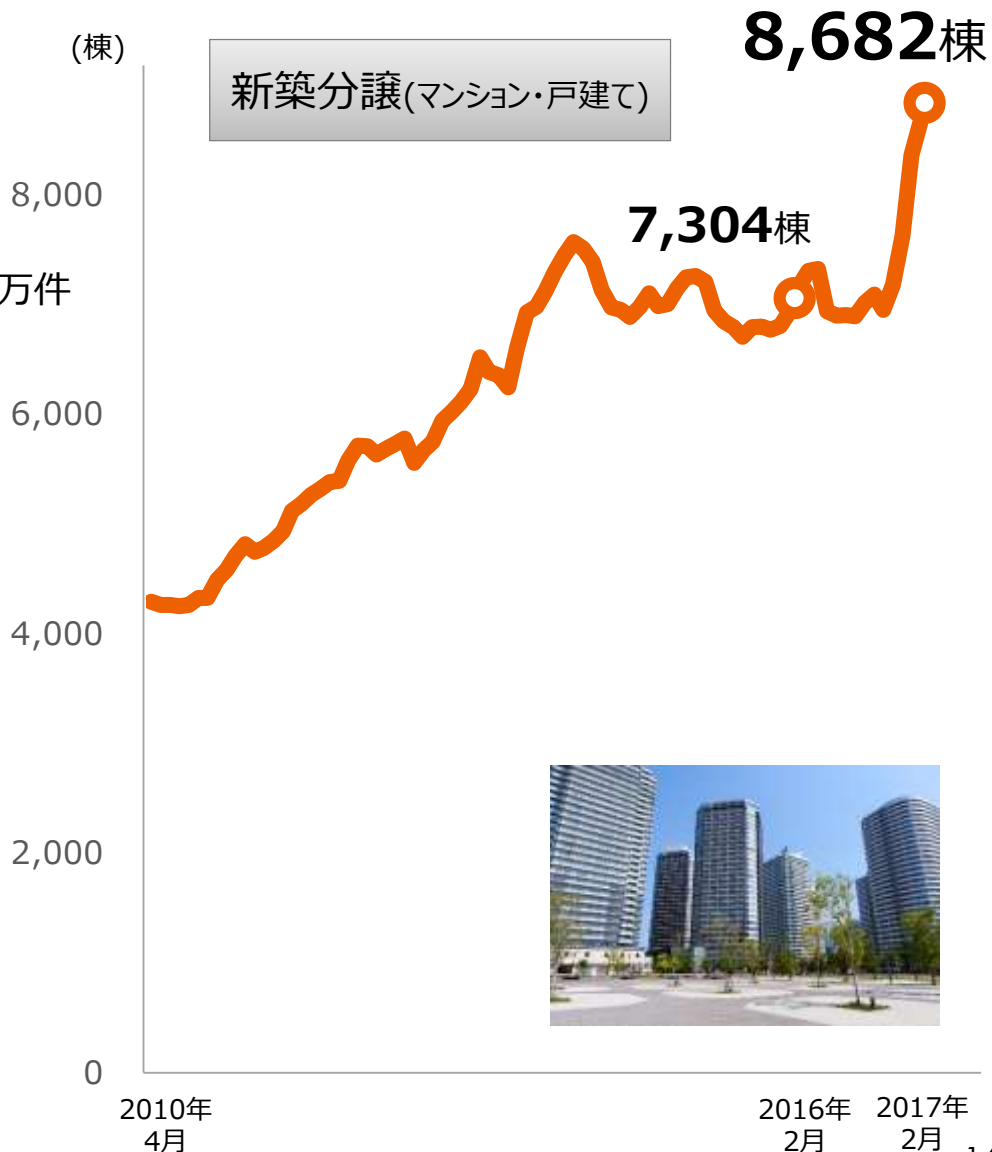 8,682棟
(棟)
新築分譲(マンション・戸建て)
8,000
7,304棟
万件
6,000
4,000
2,000
0
2010年
4月
2016年
2月
2017年
2月